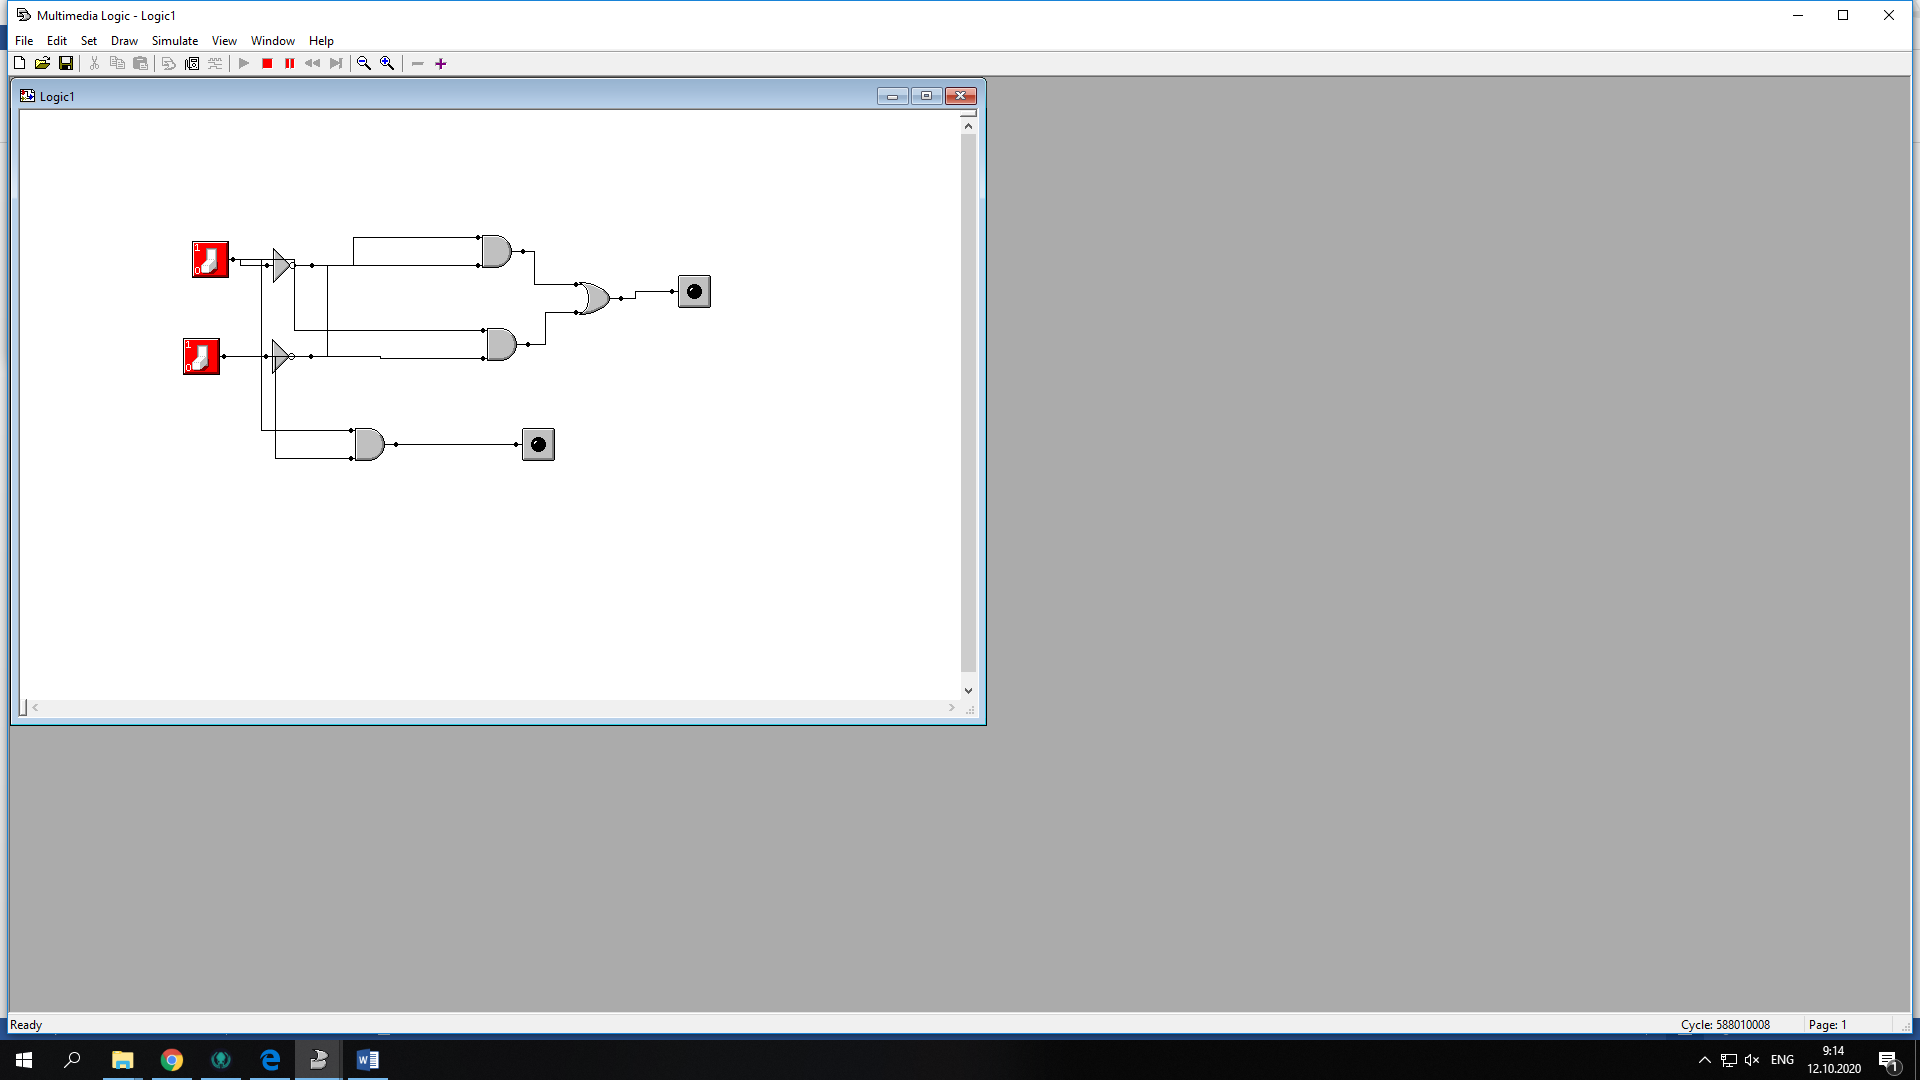 Multimedia Logic - Logic1
File Edit Set Draw Simulate View Window Help
Logic1
1
0
1
0
Ready
Cycle: 588010008
Page: 1
ENG
9:14
12.10.2020
1